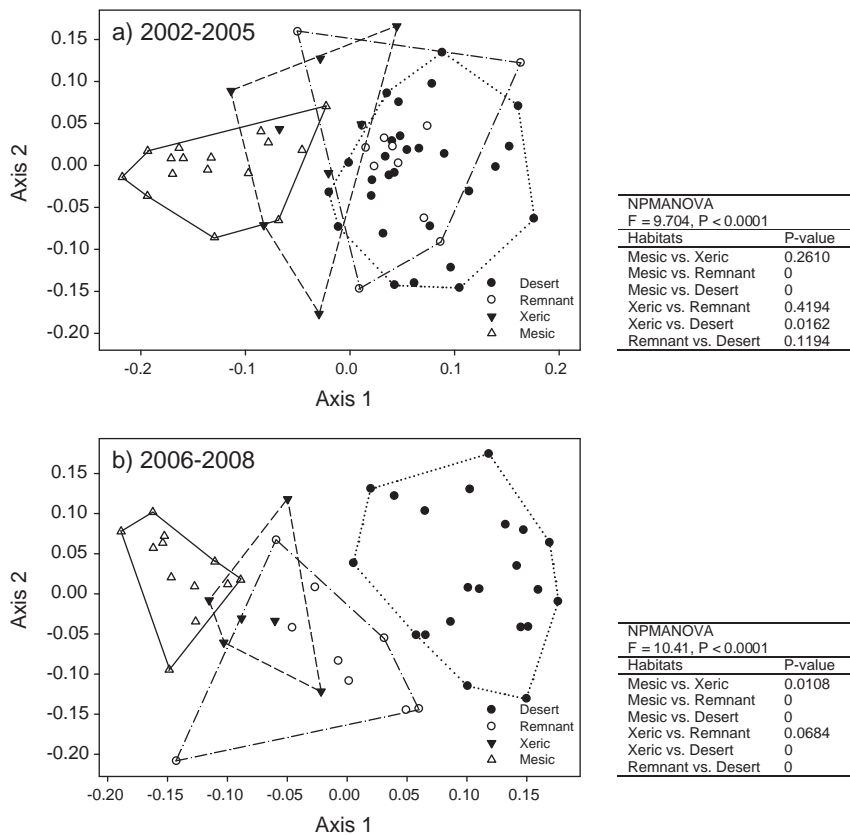 a) 2002-2005
0.15
0.10
0.05
0.00
-0.05
-0.10
-0.15
-0.20
Axis 2
Desert
Remnant
Xeric
Mesic
-0.2
-0.1
0.0
0.1
0.2
Axis 1
NPMANOVA
F = 9.704, P < 0.0001
Habitats P-value
Mesic vs. Xeric 0.2610
Mesic vs. Remnant 0
Mesic vs. Desert 0
Xeric vs. Remnant 0.4194
Xeric vs. Desert 0.0162
Remnant vs. Desert 0.1194
b) 2006-2008
0.15
0.10
0.05
0.00
-0.05
-0.10
-0.15
-0.20
Axis 2
Desert
Remnant
Xeric
Mesic
-0.20
-0.15
-0.10
-0.05
0.00
0.05
0.10
0.15
Axis 1
NPMANOVA
F = 10.41, P < 0.0001
Habitats P-value
Mesic vs. Xeric 0.0108
Mesic vs. Remnant 0
Mesic vs. Desert 0
Xeric vs. Remnant 0.0684
Xeric vs. Desert 0
Remnant vs. Desert 0